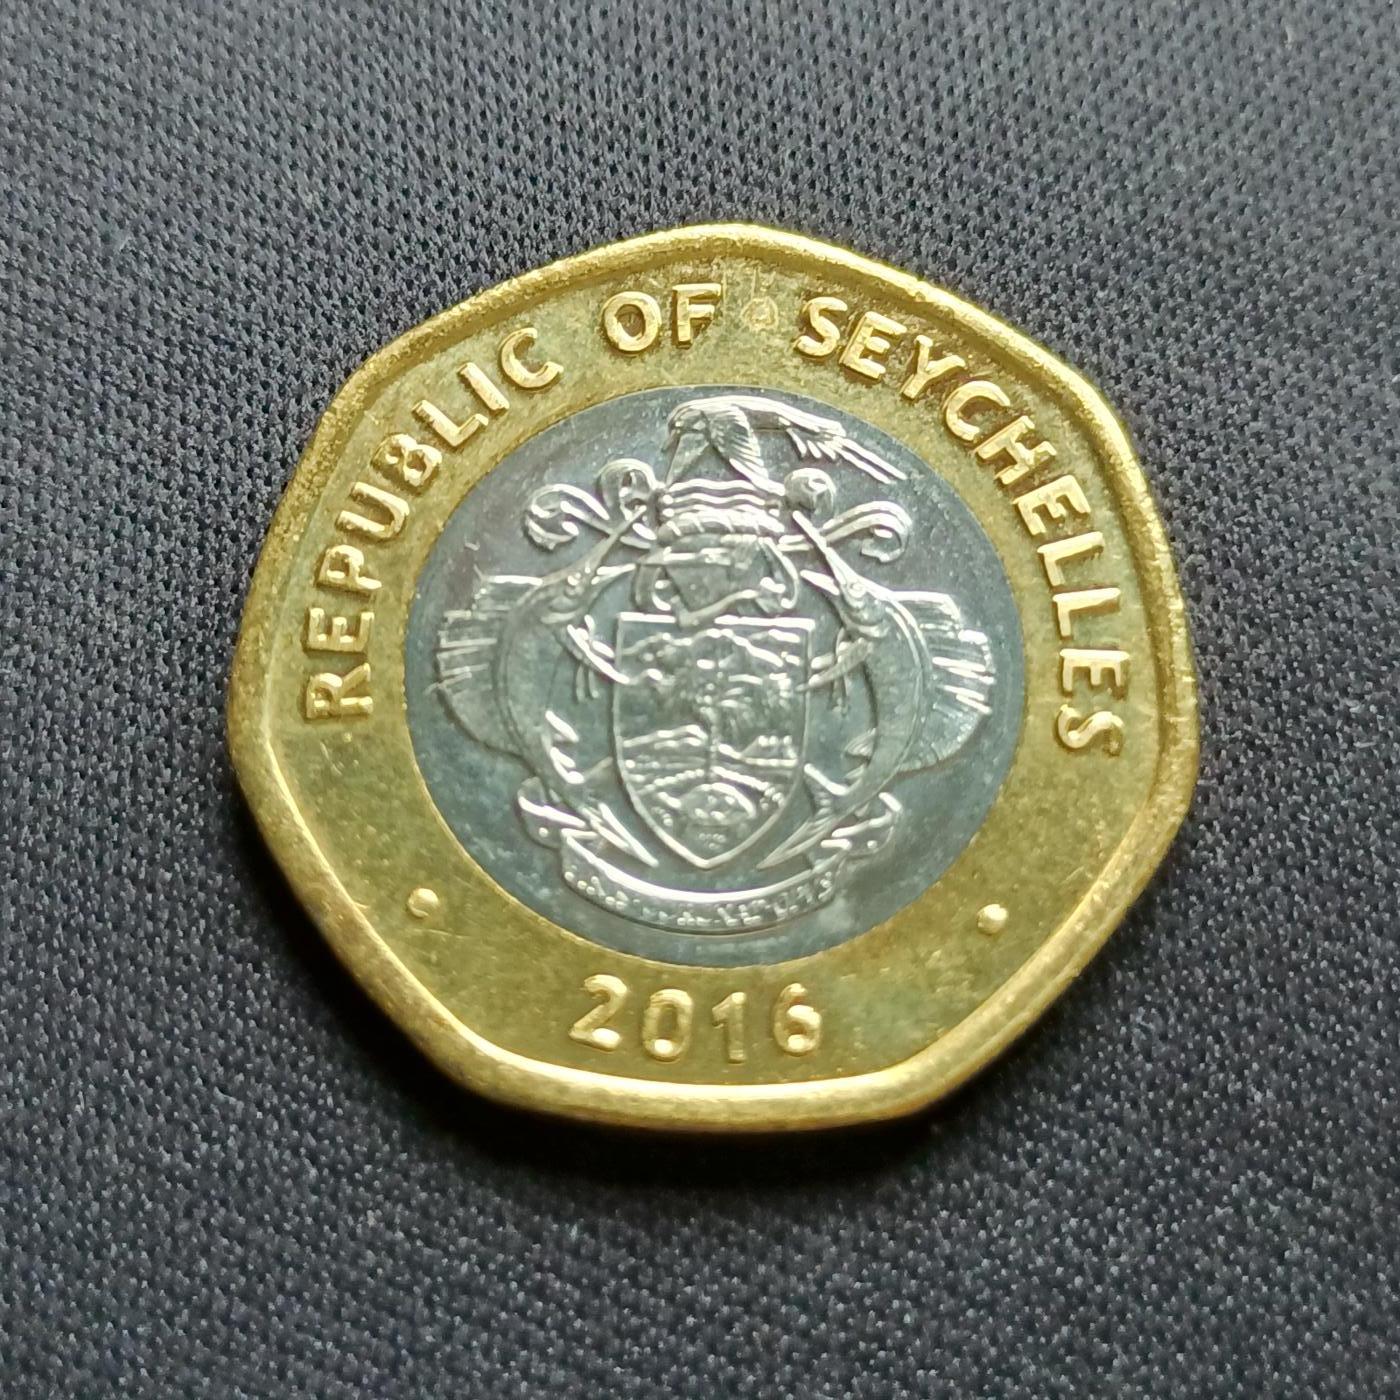 REPUBLIC OF SEYCHELLES
2016